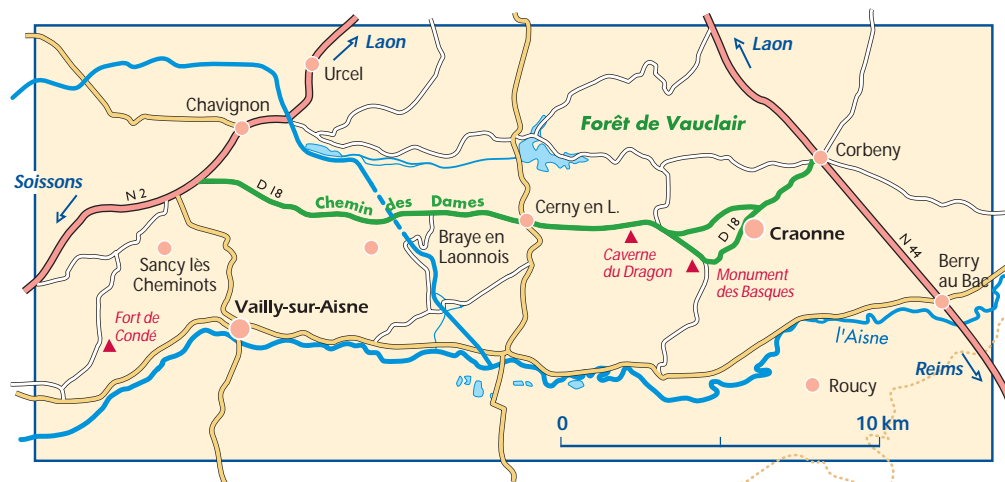 Laon
Urcel
Laon
Chavignon
Forêt de Vauclair
Corbeny
Soissons
N 2
D 18
Chemin des Dames
Cerny en L.
D 18
Craonne
N 44
Sancy lès
Cheminots
Braye en
Laonnois
Caverne
du Dragon
Monument
des Basques
Berry
au Bac
Fort de
Condé
Vailly-sur-Aisne
l'Aisne
Reims
Roucy
0
10 km